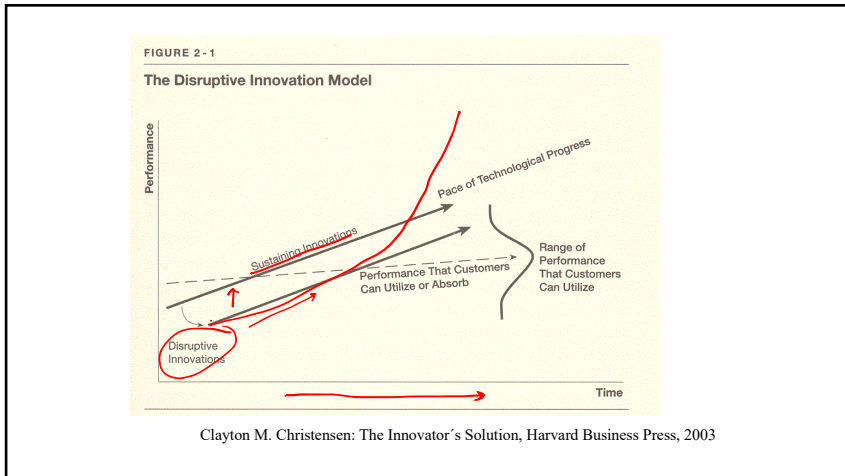 FIGURE 2-1
The Disruptive Innovation Model
Performance
Pace of Technological Progress
Sustaining Innovations
Performance That Customers
Can Utilize or Absorb
Range of
Performance
That Customers
Can Utilize
Disruptive
Innovations
Time
Clayton M. Christensen: The Innovator´s Solution, Harvard Business Press, 2003